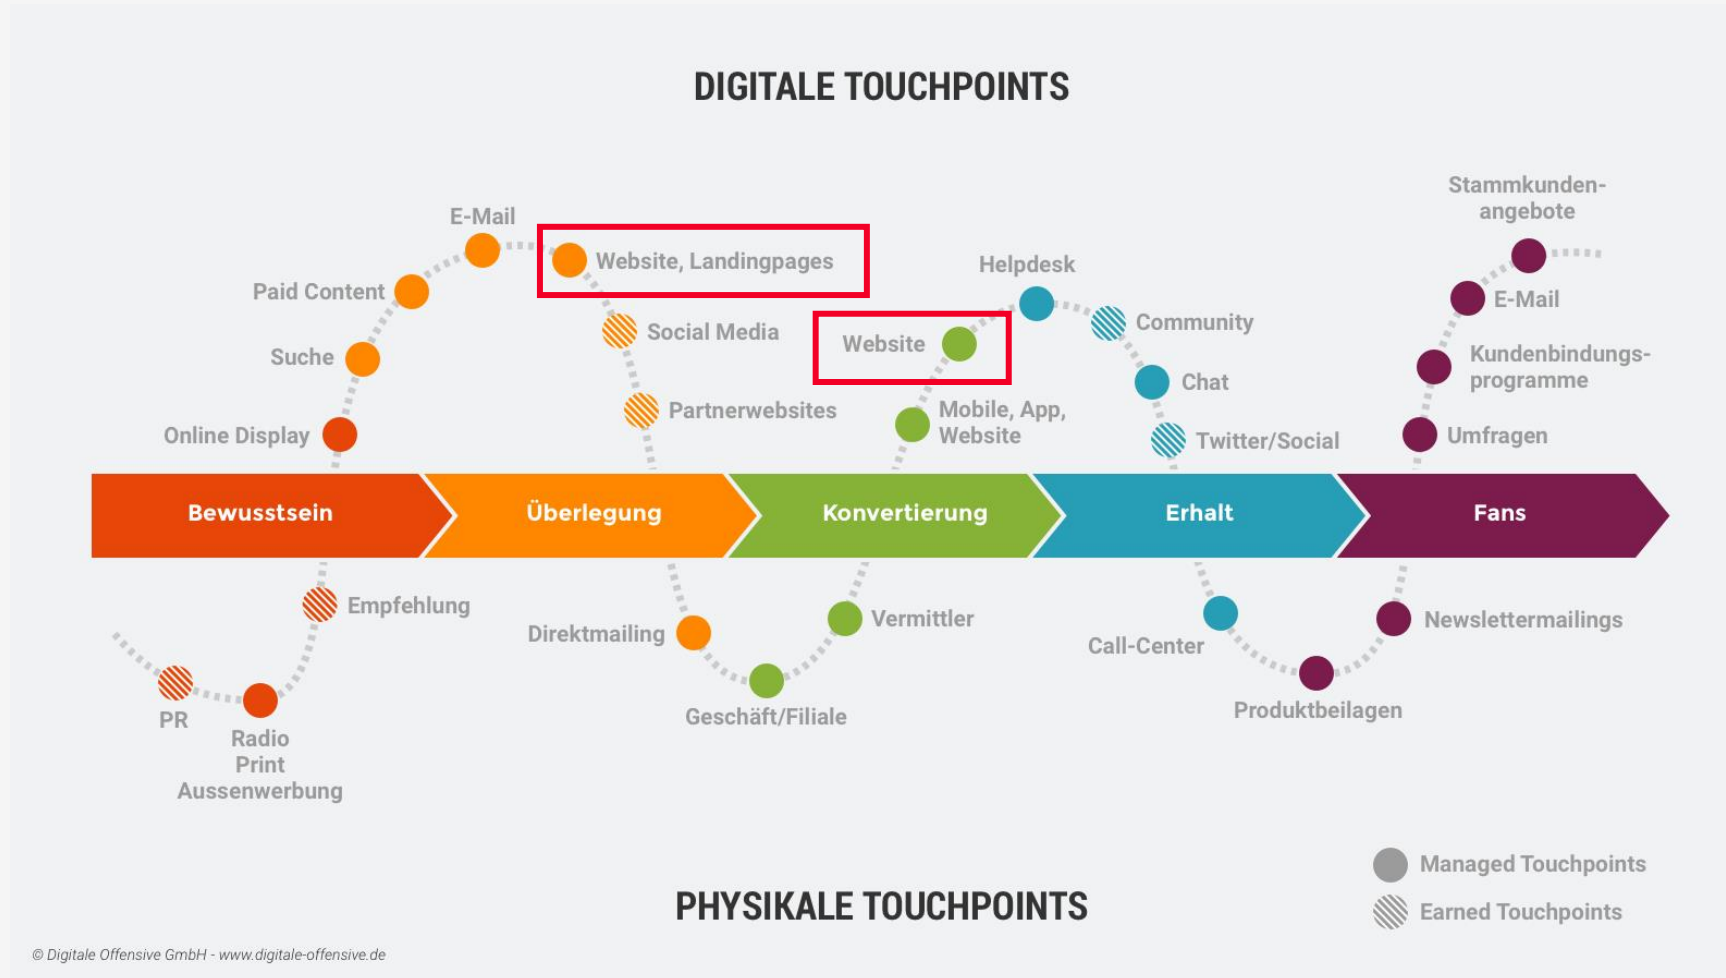 DIGITALE TOUCHPOINTS
Stammkunden-
angebote
E-Mail
Website, Landingpages
Helpdesk
Paid Content
E-Mail
Social Media
Website
Community
Suche
Kundenbindungs-
programme
Chat
Partnerwebsites
Mobile, App,
Website
Online Display
Twitter/Social
Umfragen
Bewusstsein
Überlegung
Konvertierung
Erhalt
Fans
Empfehlung
Direktmailing
Vermittler
Call-Center
Newslettermailings
PR
Geschäft/Filiale
Produktbeilagen
Radio
Print
Aussenwerbung
Managed Touchpoints
PHYSIKALE TOUCHPOINTS
Earned Touchpoints
© Digitale Offensive GmbH - www.digitale-offensive.de